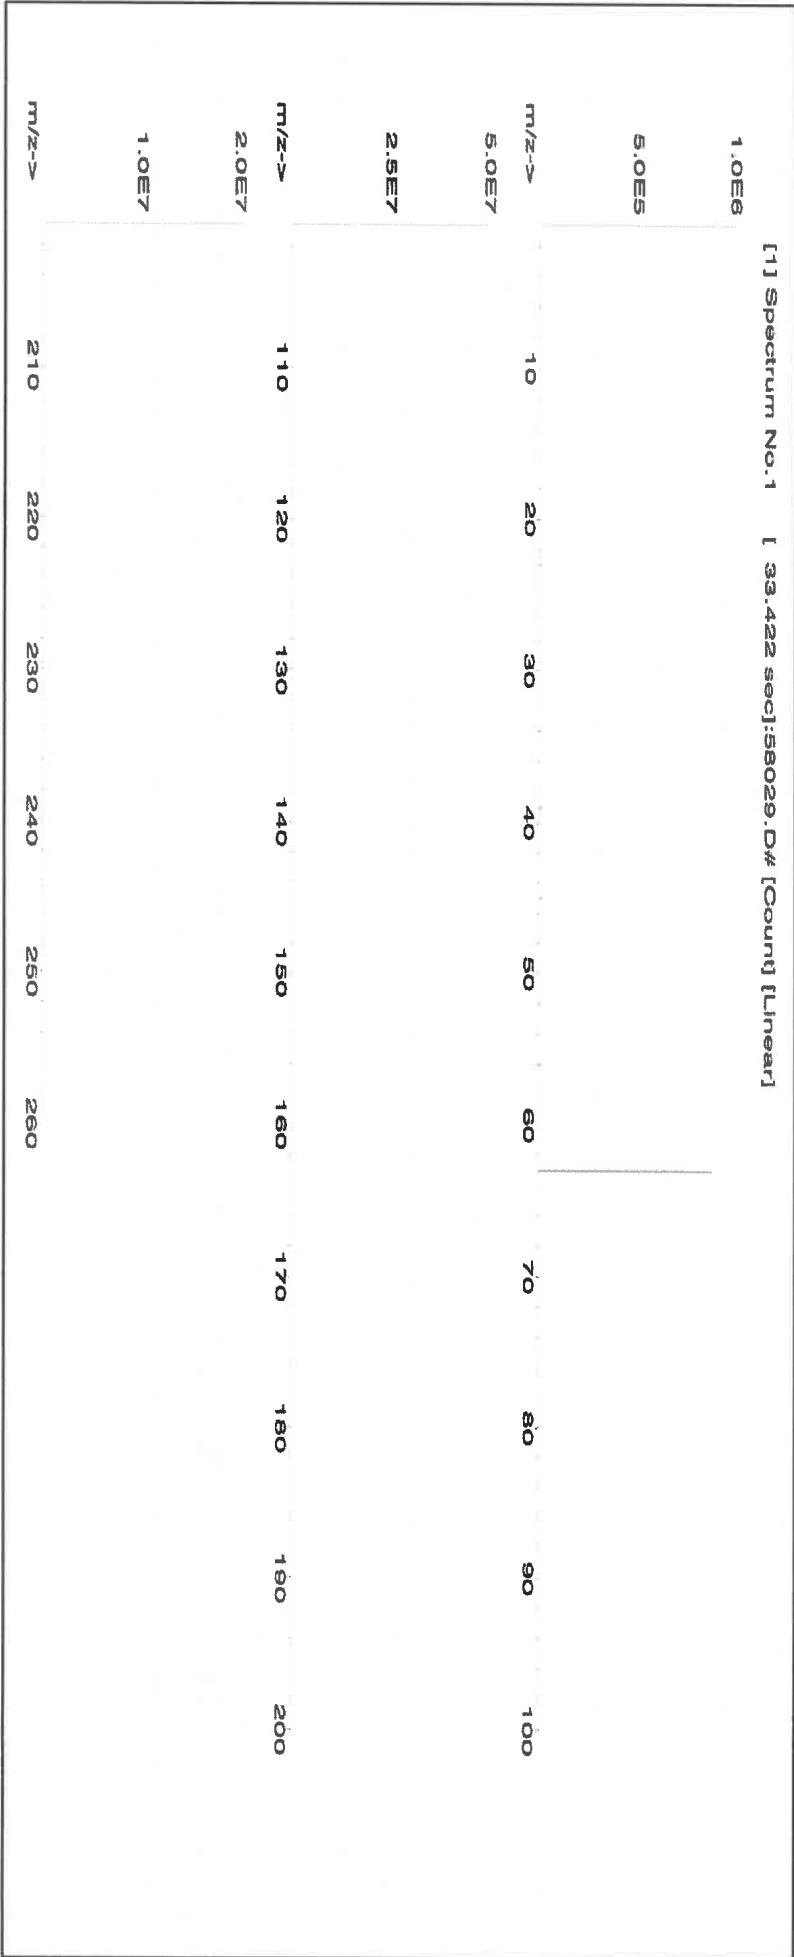 [1] Spectrum No.1 [ 33.422 sec]:58029.D# [Count] [Linear]
1.0E6
5.0E5
m/z-> 10 20 30 40 50 60 70 80 90 100
5.0E7
2.5E7
m/z-> 110 120 130 140 150 160 170 180 190 200
2.0E7
1.0E7
m/z-> 210 220 230 240 250 260